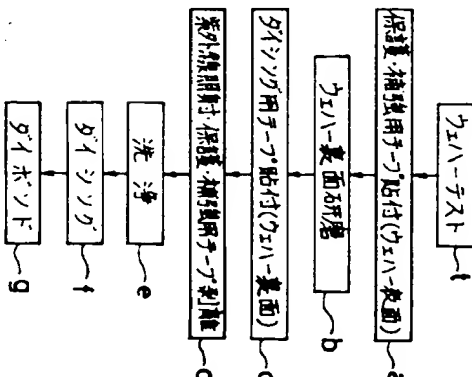 ウェハーテスト t
保護・補強用テープ貼付(ウェハー表面)
ウェハー裏面研磨 b
ダイシング用テープ貼付(ウェハー裏面)
紫外線照射・保護・補強用テープ剥離
洗浄 e
ダイシング f
ダイボンド g